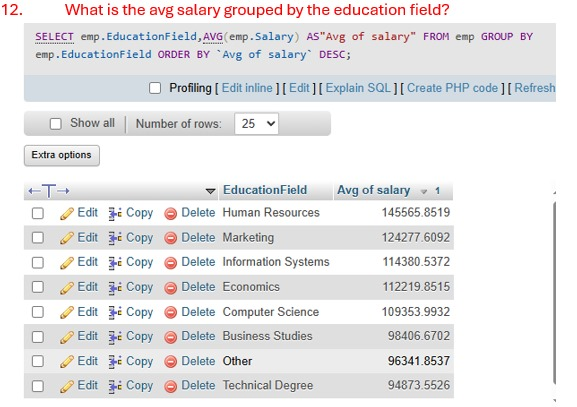 12. What is the avg salary grouped by the education field?
SELECT emp.EducationField,AVG(emp.Salary) AS"Avg of salary" FROM emp GROUP BY
emp.EducationField ORDER BY `Avg of salary` DESC;
Profiling [ Edit inline ] [ Edit ] [ Explain SQL ] [ Create PHP code ] [ Refresh
Show all Number of rows: 25
Extra options
←T→ EducationField Avg of salary 1
Edit Copy Delete Human Resources 145565.8519
Edit Copy Delete Marketing 124277.6092
Edit Copy Delete Information Systems 114380.5372
Edit Copy Delete Economics 112219.8515
Edit Copy Delete Computer Science 109353.9932
Edit Copy Delete Business Studies 98406.6702
Edit Copy Delete Other 96341.8537
Edit Copy Delete Technical Degree 94873.5526